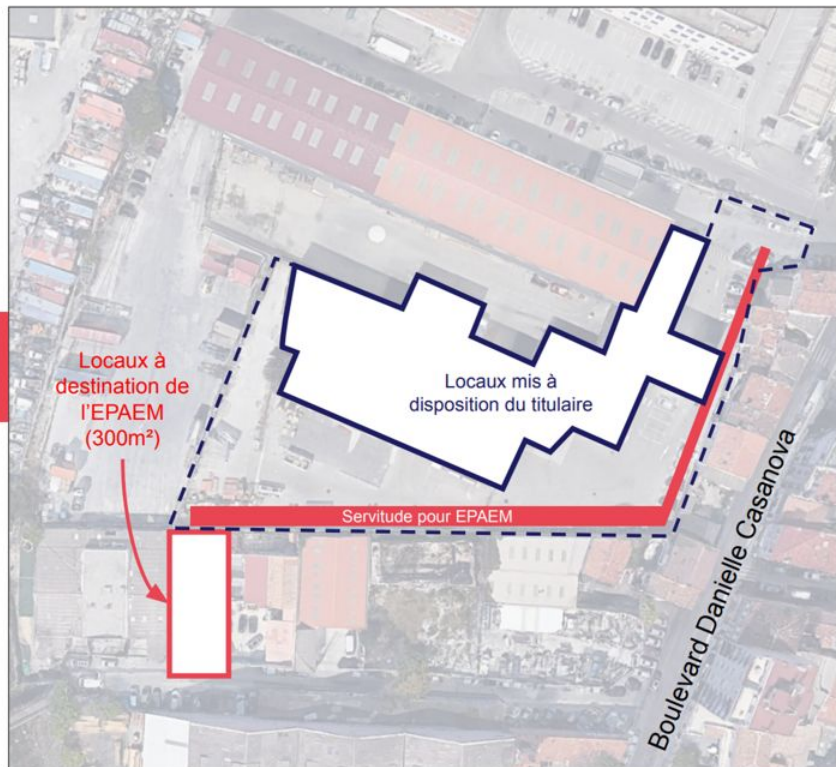 Locaux à
destination de
l'EPAEM
(300m²)
Locaux mis à
disposition du titulaire
Servitude pour EPAEM
Boulevard Danielle Casanova